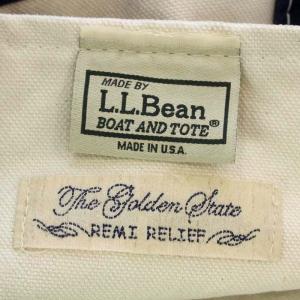 MADE BY
L.L.Bean
BOAT AND TOTE®
MADE IN U.S.A.
The Golden State
REMI RELIEF